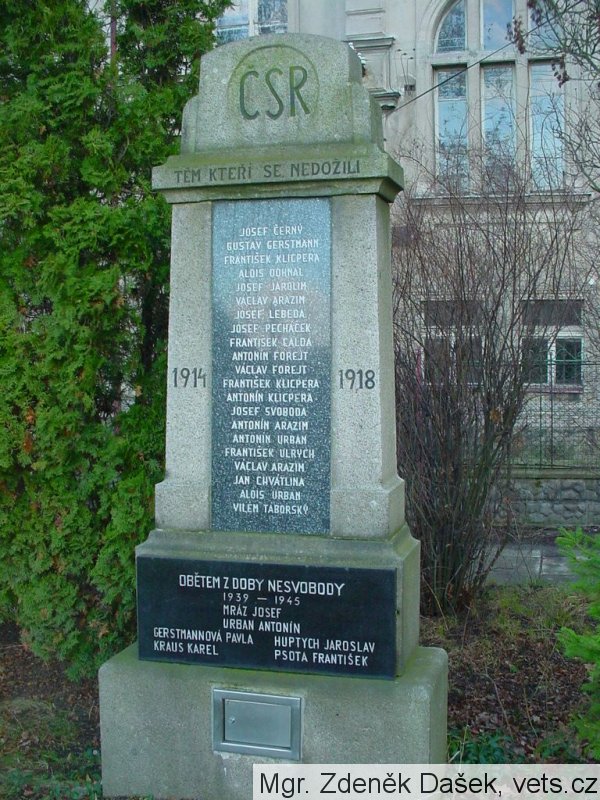 ČSR
TĚM KTEŘÍ SE NEDOŽILI
1914
1918
JOSEF ČERNÝ
GUSTAV GERSTMANN
FRANTIŠEK KLICPERA
ALOIS DOHNAL
JOSEF JAROLIM
VÁCLAV ARAZIM
JOSEF LEBEDA
JOSEF PECHÁČEK
FRANTIŠEK ČALDA
ANTONÍN FOREJT
VÁCLAV FOREJT
FRANTIŠEK KLICPERA
ANTONÍN KLICPERA
JOSEF SVOBODA
ANTONÍN ARAZIM
ANTONÍN URBAN
FRANTIŠEK ULRYCH
VÁCLAV ARAZIM
JAN CHVÁTLINA
ALOIS URBAN
VILÉM TÁBORSKÝ
OBĚTEM Z DOBY NESVOBODY
1939 – 1945
MRÁZ JOSEF
URBAN ANTONÍN
GERSTMANNOVÁ PAVLA
KRAUS KAREL
HUPTYCH JAROSLAV
PSOTA FRANTIŠEK
Mgr. Zdeněk Dašek, vets.cz